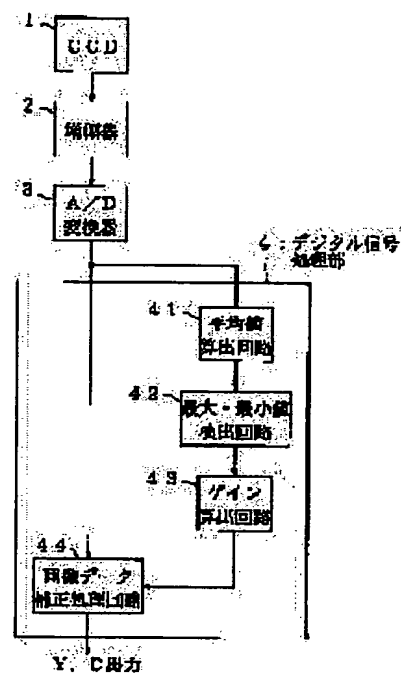 1
CCD
2
増幅器
3
A/D
変換器
4:デジタル信号
処理部
41
平均値
算出回路
42
最大・最小値
検出回路
43
ゲイン
算出回路
44
画像データ
補正処理回路
Y、C出力